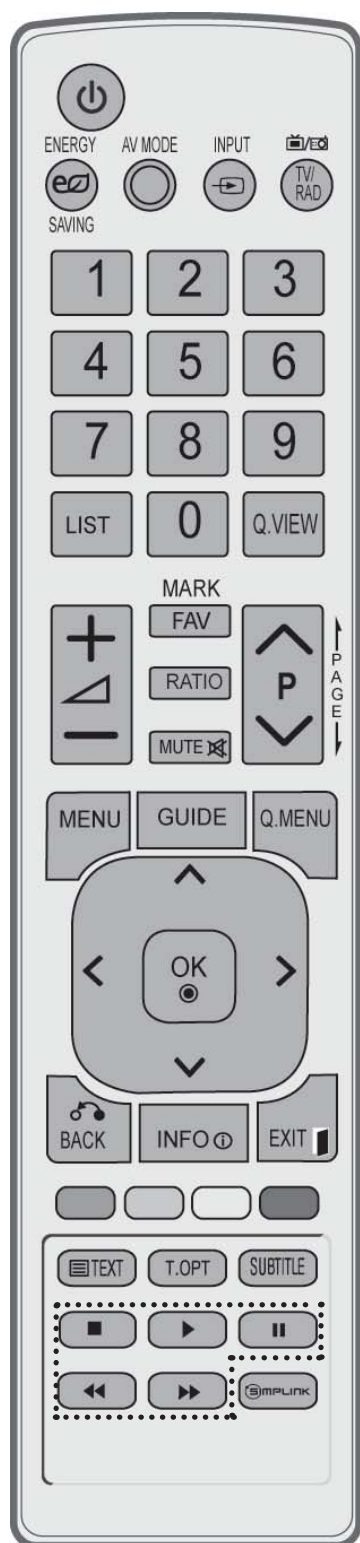 ENERGY AV MODE INPUT
TV/
RAD
SAVING
1 2 3
4 5 6
7 8 9
LIST 0 Q.VIEW
MARK
FAV
P
PAGE
RATIO
MUTE
MENU GUIDE Q.MENU
OK
BACK INFO EXIT
TEXT T.OPT SUBTITLE
SIMPLINK